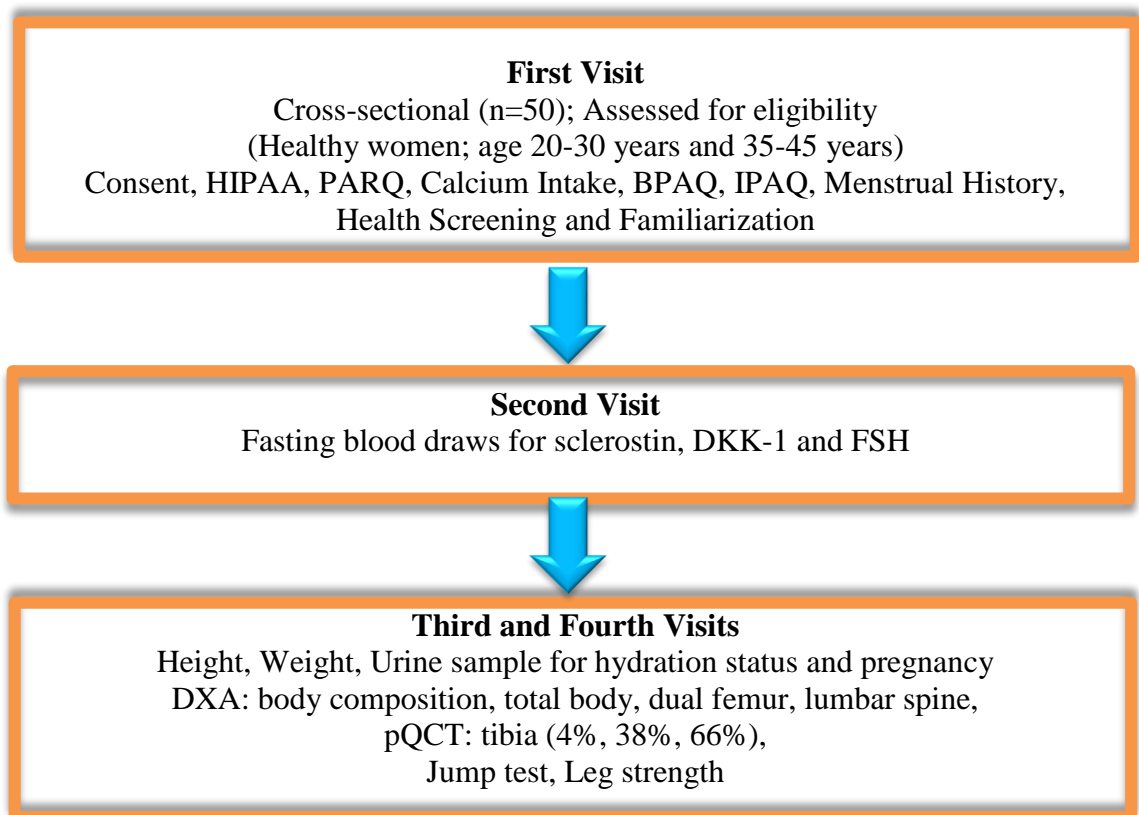 First Visit
Cross-sectional (n=50); Assessed for eligibility
(Healthy women; age 20-30 years and 35-45 years)
Consent, HIPAA, PARQ, Calcium Intake, BPAQ, IPAQ, Menstrual History,
Health Screening and Familiarization
Second Visit
Fasting blood draws for sclerostin, DKK-1 and FSH
Third and Fourth Visits
Height, Weight, Urine sample for hydration status and pregnancy
DXA: body composition, total body, dual femur, lumbar spine,
pQCT: tibia (4%, 38%, 66%),
Jump test, Leg strength